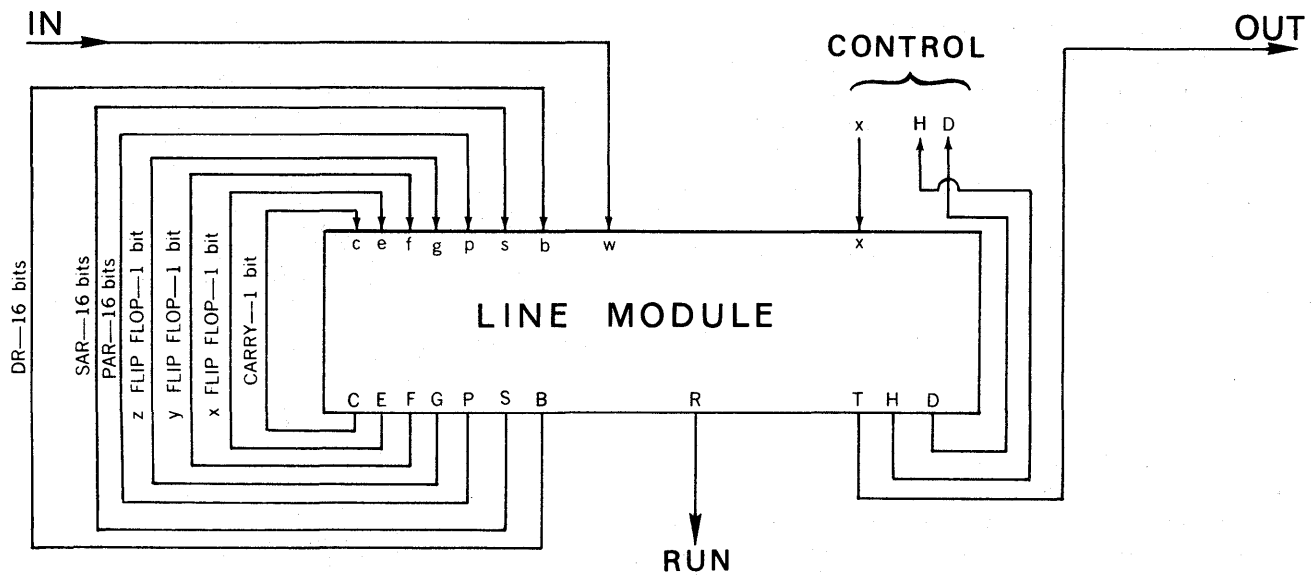 IN
OUT
CONTROL
x H D
c e f g p s b w x
DR—16 bits
SAR—16 bits
PAR—16 bits
z FLIP FLOP—1 bit
y FLIP FLOP—1 bit
x FLIP FLOP—1 bit
CARRY—1 bit
LINE MODULE
C E F G P S B R T H D
RUN